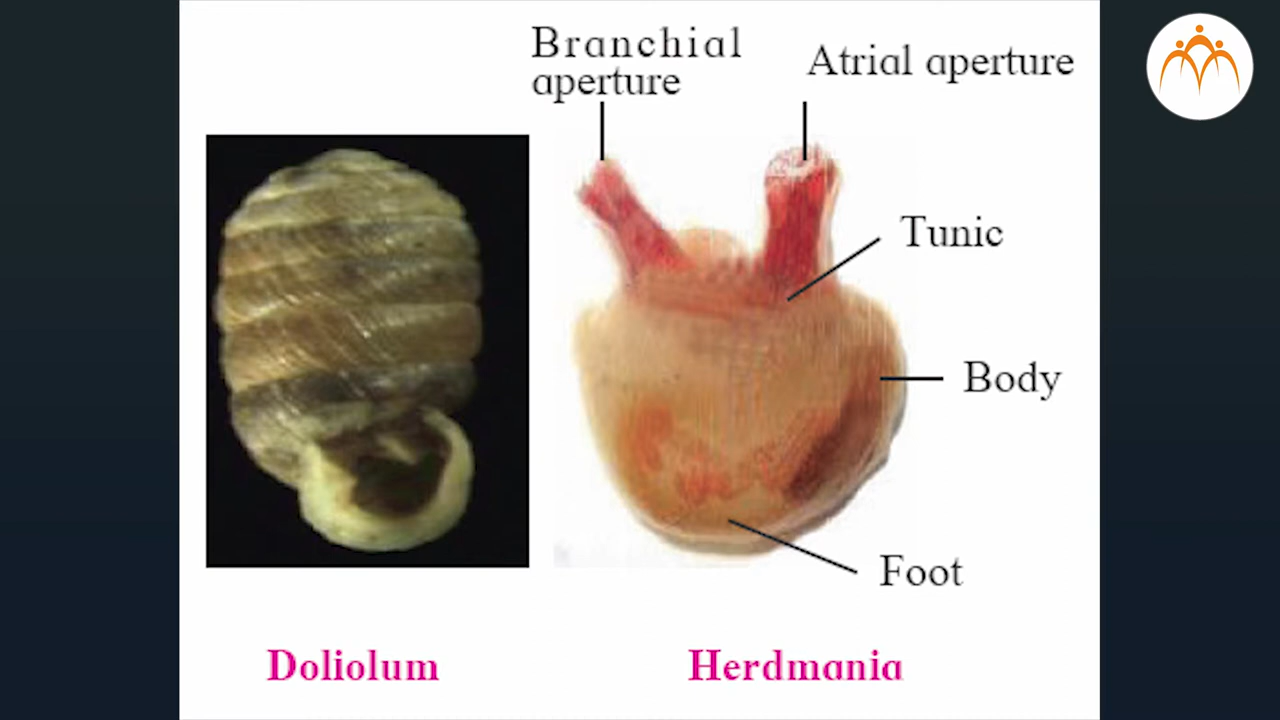 Branchial
aperture
Atrial aperture
Tunic
Body
Foot
Doliolum
Herdmania